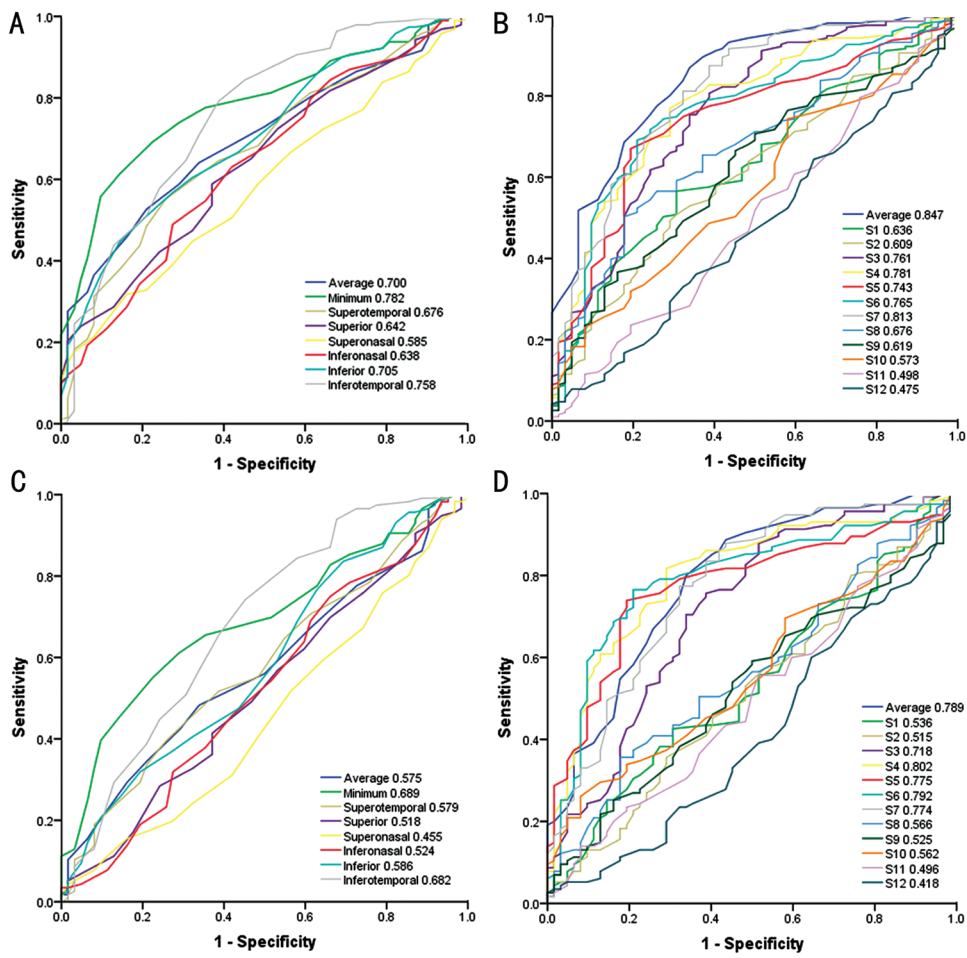 A
1.0
0.8
0.6
0.4
0.2
0.0
Sensitivity
Average 0.700
Minimum 0.782
Superotemporal 0.676
Superior 0.642
Superonasal 0.585
Inferonasal 0.638
Inferior 0.705
Inferotemporal 0.758
0.0 0.2 0.4 0.6 0.8 1.0
1 - Specificity
B
1.0
0.8
0.6
0.4
0.2
0.0
Sensitivity
Average 0.847
S1 0.636
S2 0.609
S3 0.761
S4 0.781
S5 0.743
S6 0.765
S7 0.813
S8 0.676
S9 0.619
S10 0.573
S11 0.498
S12 0.475
0.0 0.2 0.4 0.6 0.8 1.0
1 - Specificity
C
1.0
0.8
0.6
0.4
0.2
0.0
Sensitivity
Average 0.575
Minimum 0.689
Superotemporal 0.579
Superior 0.518
Superonasal 0.455
Inferonasal 0.524
Inferior 0.586
Inferotemporal 0.682
0.0 0.2 0.4 0.6 0.8 1.0
1 - Specificity
D
1.0
0.8
0.6
0.4
0.2
0.0
Sensitivity
Average 0.789
S1 0.536
S2 0.515
S3 0.718
S4 0.802
S5 0.775
S6 0.792
S7 0.774
S8 0.566
S9 0.525
S10 0.562
S11 0.496
S12 0.418
0.0 0.2 0.4 0.6 0.8 1.0
1 - Specificity